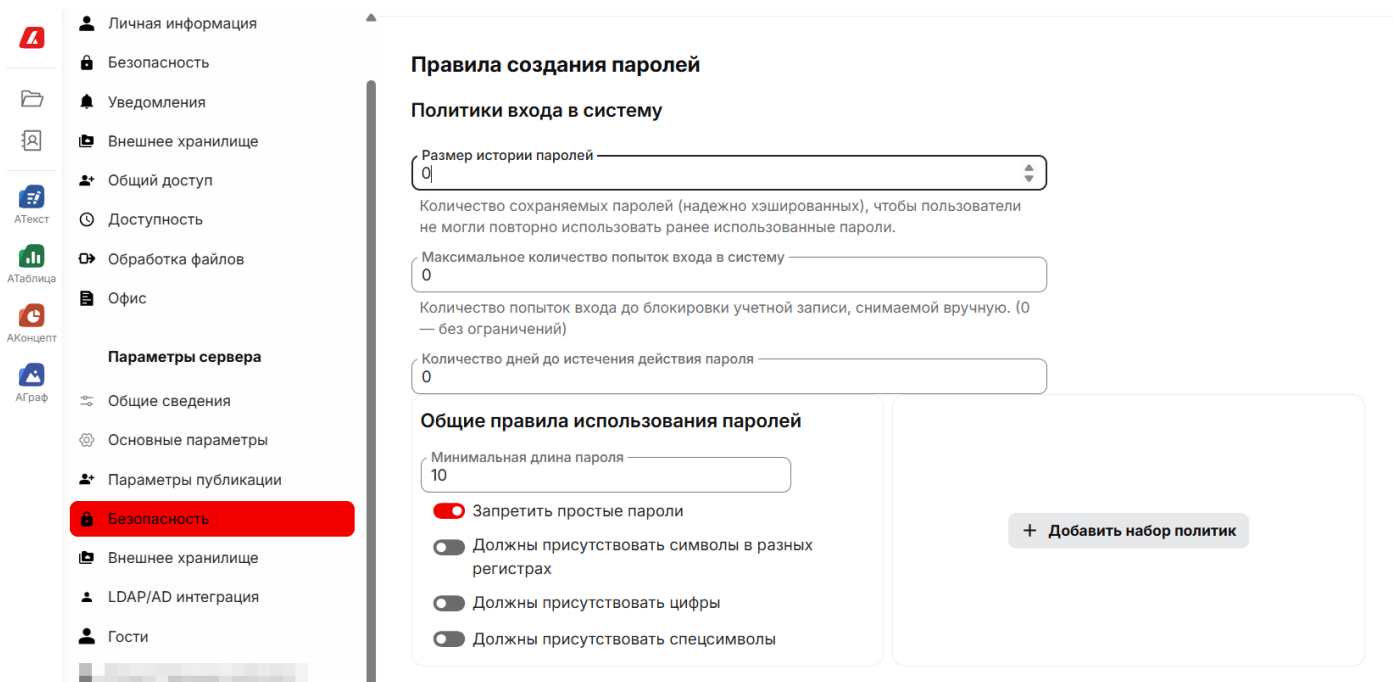 АТекст
АТаблица
АКонцепт
АГраф
Личная информация
Безопасность
Уведомления
Внешнее хранилище
Общий доступ
Доступность
Обработка файлов
Офис
Параметры сервера
Общие сведения
Основные параметры
Параметры публикации
Безопасность
Внешнее хранилище
LDAP/AD интеграция
Гости
Правила создания паролей
Политики входа в систему
Размер истории паролей
0
Количество сохраняемых паролей (надежно хэшированных), чтобы пользователи
не могли повторно использовать ранее использованные пароли.
Максимальное количество попыток входа в систему
0
Количество попыток входа до блокировки учетной записи, снимаемой вручную. (0
— без ограничений)
Количество дней до истечения действия пароля
0
Общие правила использования паролей
Минимальная длина пароля
10
Запретить простые пароли
Должны присутствовать символы в разных
регистрах
Должны присутствовать цифры
Должны присутствовать спецсимволы
+ Добавить набор политик